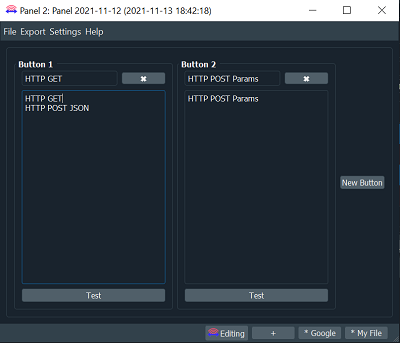 Panel 2: Panel 2021-11-12 (2021-11-13 18:42:18)
File Export Settings Help
Button 1
HTTP GET
HTTP GET
HTTP POST JSON
Test
Button 2
HTTP POST Params
HTTP POST Params
Test
New Button
Editing
+
* Google
* My File